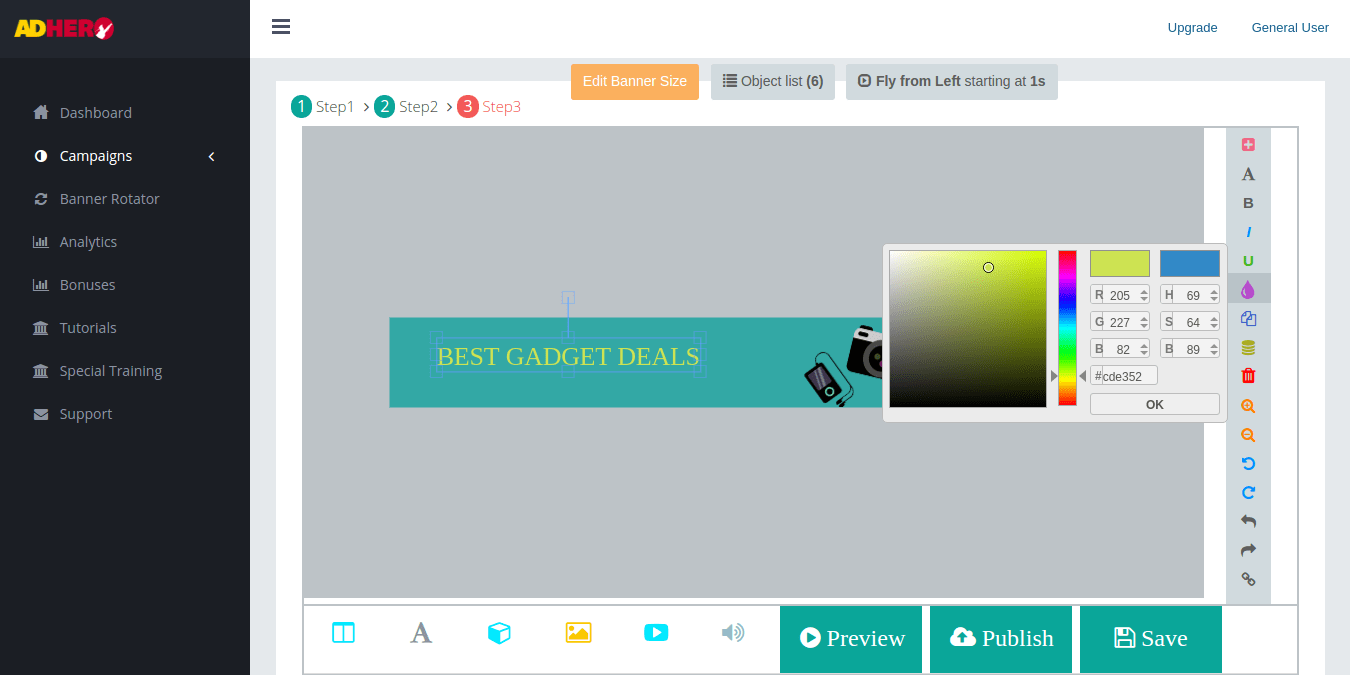 ADHERO
Upgrade
General User
Edit Banner Size
Object list (6)
Fly from Left starting at 1s
1 Step1 > 2 Step2 > 3 Step3
Dashboard
Campaigns
Banner Rotator
Analytics
Bonuses
Tutorials
Special Training
Support
BEST GADGET DEALS
R 205
H 69
G 227
S 64
B 82
B 89
#cde352
OK
A
B
I
U
A
Preview
Publish
Save